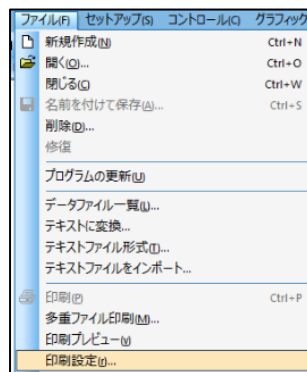 ファイル(F) セットアップ(S) コントロール(C) グラフィック
新規作成(N) Ctrl+N
開く(O)... Ctrl+O
閉じる(C) Ctrl+W
名前を付けて保存(A)... Ctrl+S
削除(D)...
修復
プログラムの更新(U)
データファイル一覧(L)...
テキストに変換...
テキストファイル形式(T)...
テキストファイルをインポート...
印刷(P) Ctrl+P
多重ファイル印刷(M)...
印刷プレビュー(V)
印刷設定(r)...